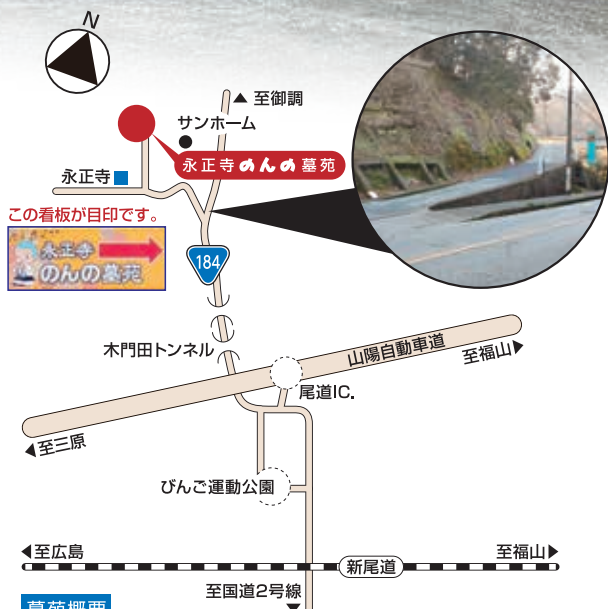 N
▲ 至御調
サンホーム
永正寺のんの墓苑
永正寺
この看板が目印です。
永正寺
のんの墓苑
184
木門田トンネル
山陽自動車道
至福山▶
尾道IC.
◀至三原
びんご運動公園
◀至広島
至福山▶
新尾道
至国道2号線
▼
墓苑概要